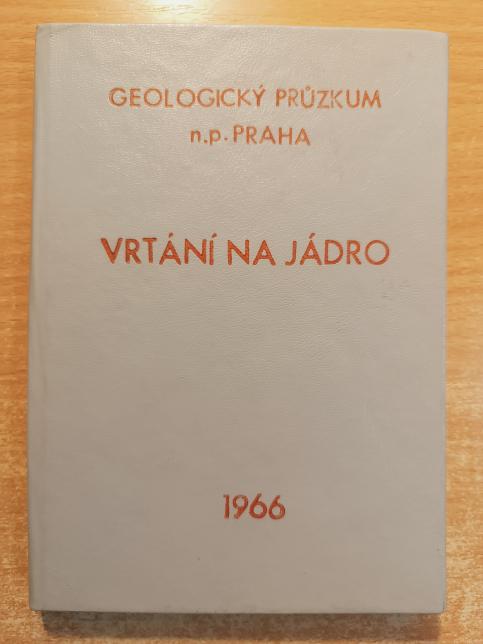 GEOLOGICKÝ PRŮZKUM
n.p. PRAHA
VRTÁNÍ NA JÁDRO
1966